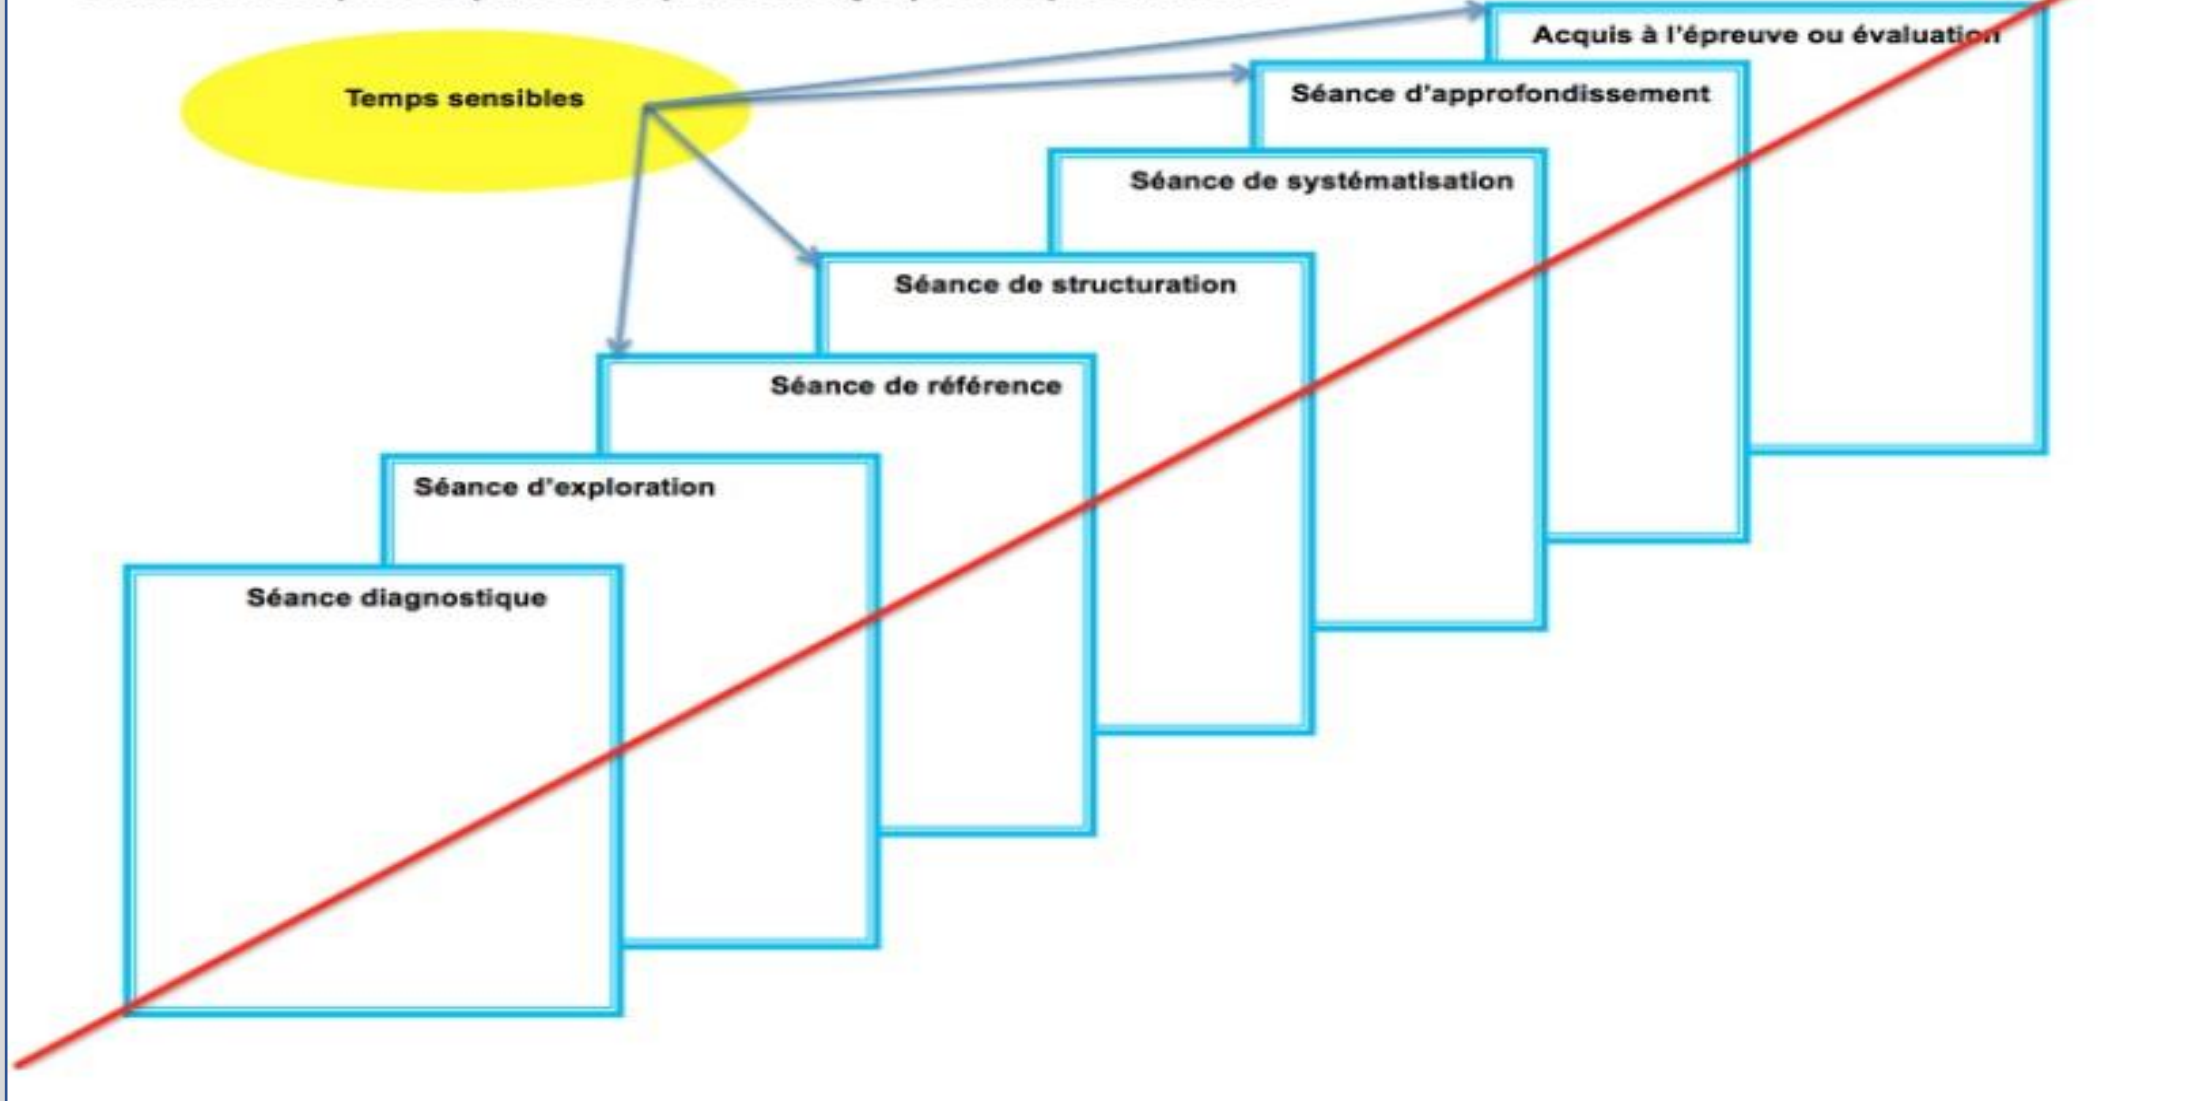 Acquis à l'épreuve ou évaluation
Temps sensibles
Séance d'approfondissement
Séance de systématisation
Séance de structuration
Séance de référence
Séance d'exploration
Séance diagnostique